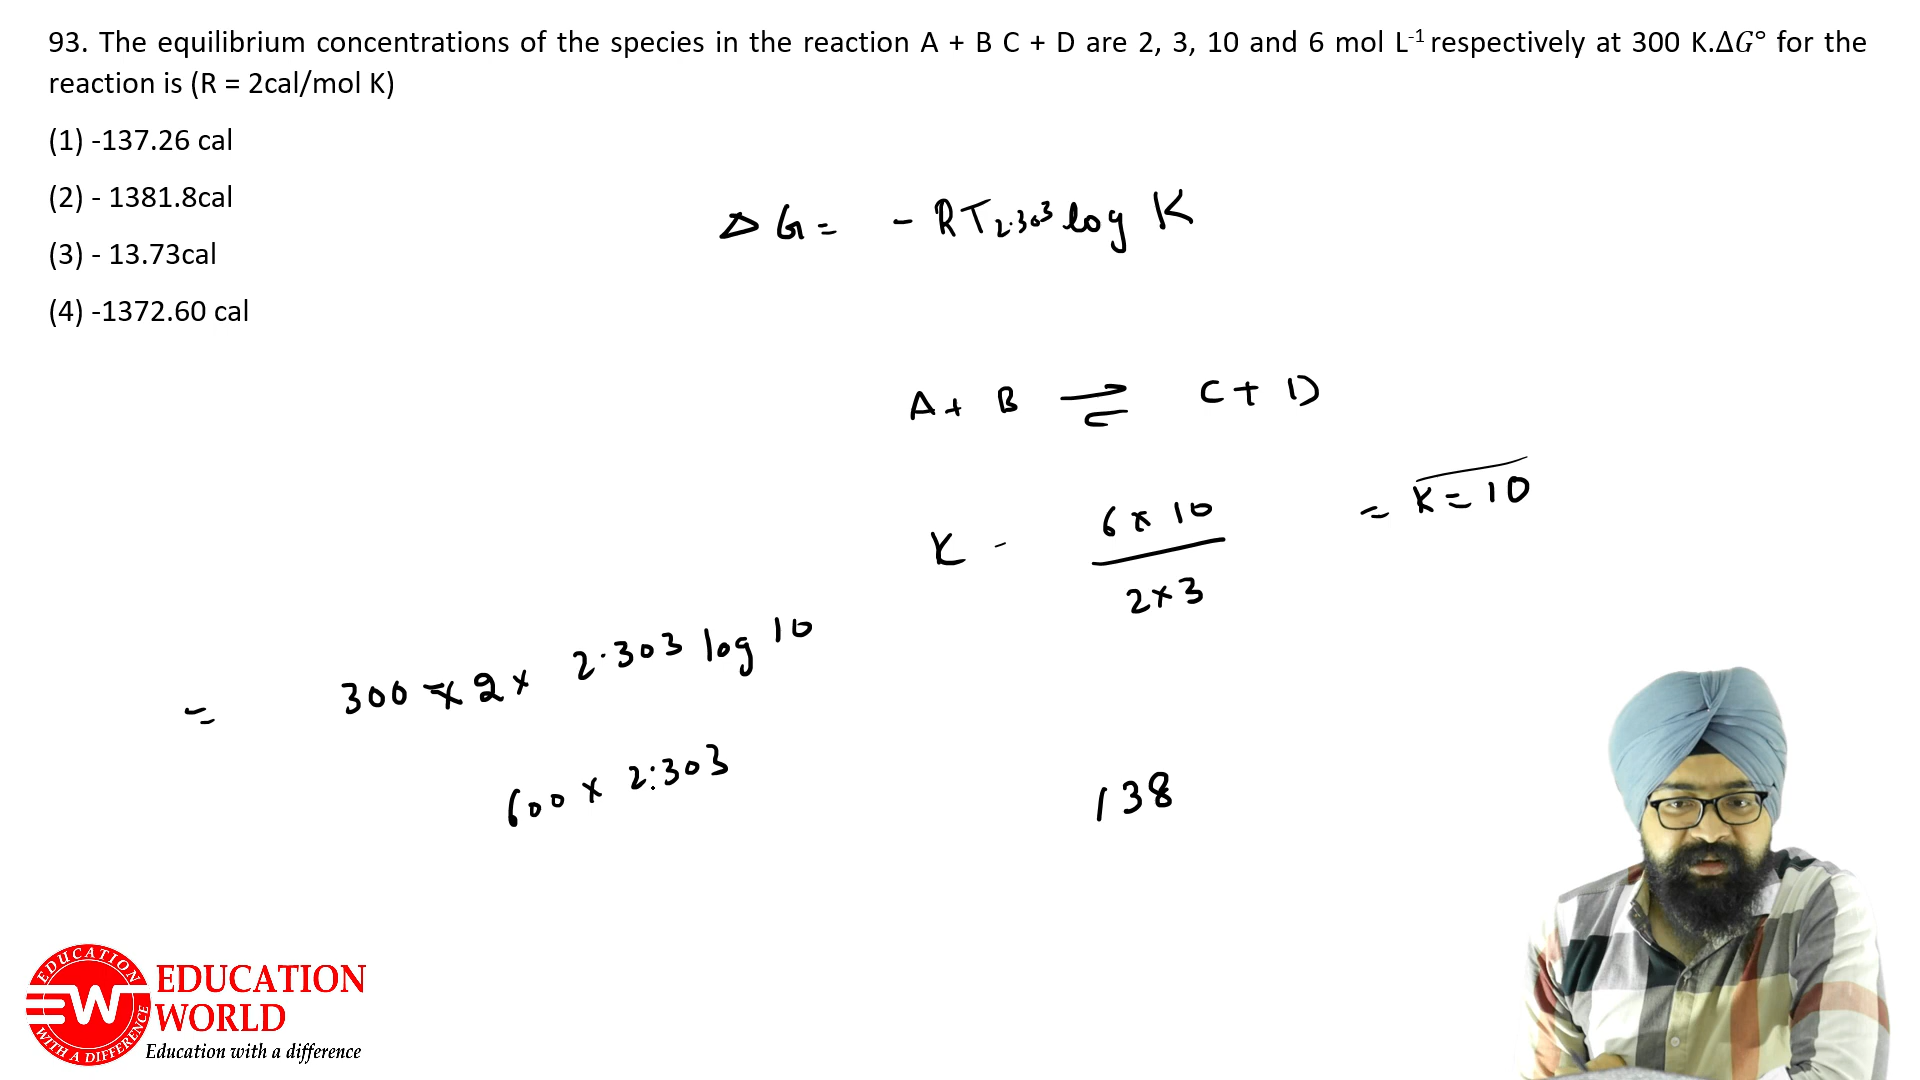 93. The equilibrium concentrations of the species in the reaction A + B C + D are 2, 3, 10 and 6 mol L⁻¹ respectively at 300 K.Δ𝐺° for the
reaction is (R = 2cal/mol K)
(1) -137.26 cal
(2) - 1381.8cal
(3) - 13.73cal
(4) -1372.60 cal
Δ G = - RT 2.303 log K
A + B ⇌ C + D
K - 6 x 10 / 2 x 3 = K = 10
= 300 x 2 x 2.303 log 10
600 x 2.303 138
EDUCATION
EW
WITH A DIFFERENCE
EDUCATION
WORLD
Education with a difference